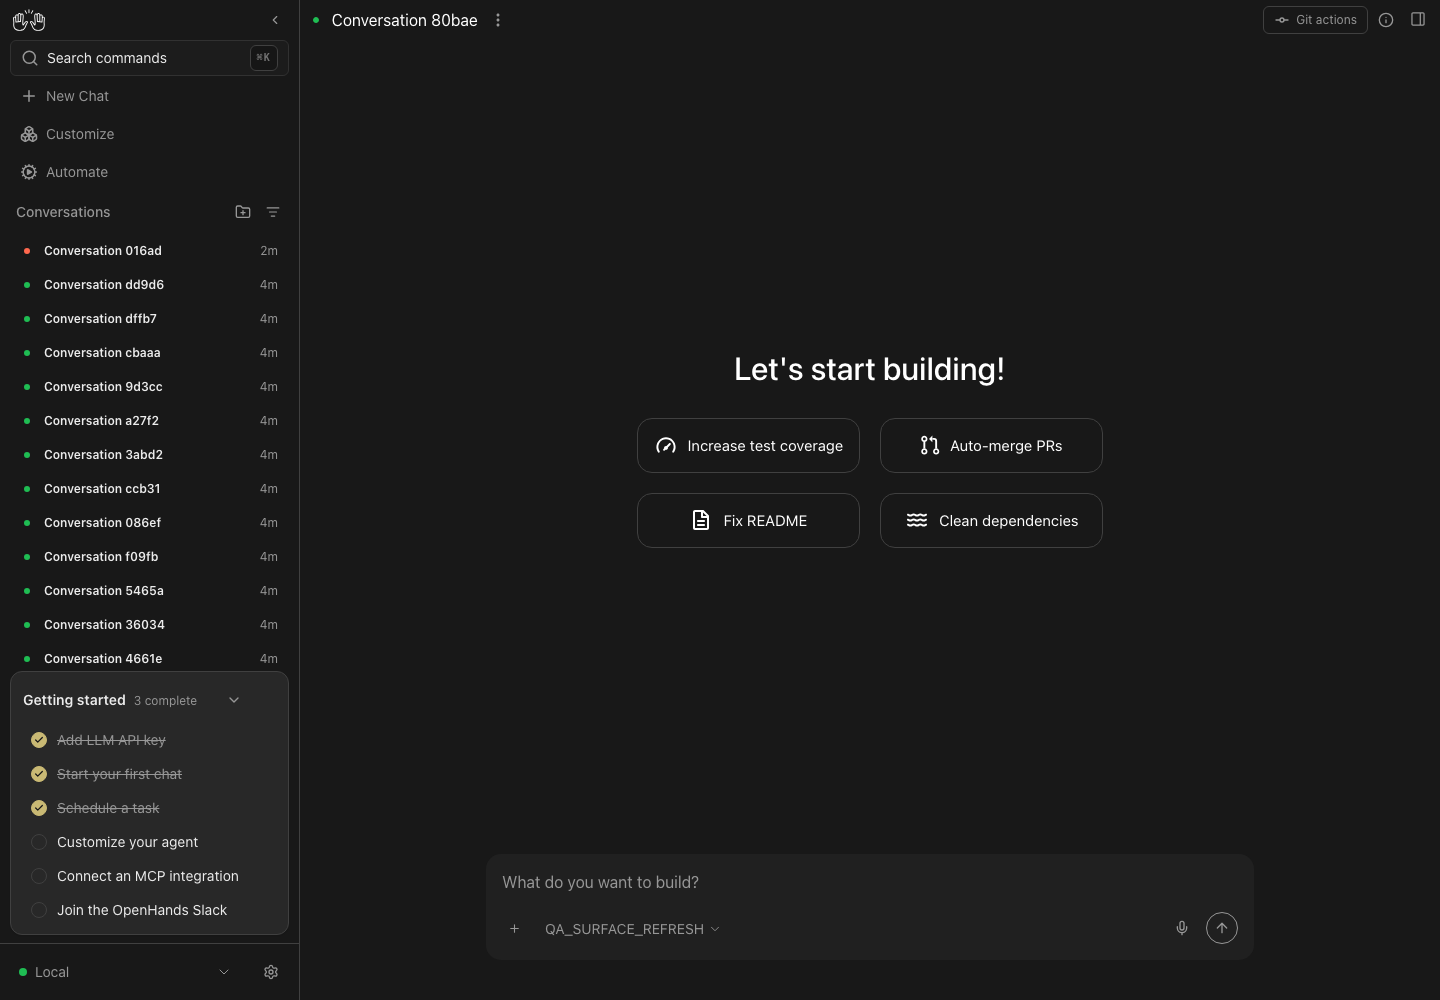 Search commands
⌘K
New Chat
Customize
Automate
Conversations
Conversation 016ad 2m
Conversation dd9d6 4m
Conversation dffb7 4m
Conversation cbaaa 4m
Conversation 9d3cc 4m
Conversation a27f2 4m
Conversation 3abd2 4m
Conversation ccb31 4m
Conversation 086ef 4m
Conversation f09fb 4m
Conversation 5465a 4m
Conversation 36034 4m
Conversation 4661e 4m
Getting started 3 complete
Add LLM API key
Start your first chat
Schedule a task
Customize your agent
Connect an MCP integration
Join the OpenHands Slack
Local
Conversation 80bae
Git actions
Let's start building!
Increase test coverage
Auto-merge PRs
Fix README
Clean dependencies
What do you want to build?
QA_SURFACE_REFRESH